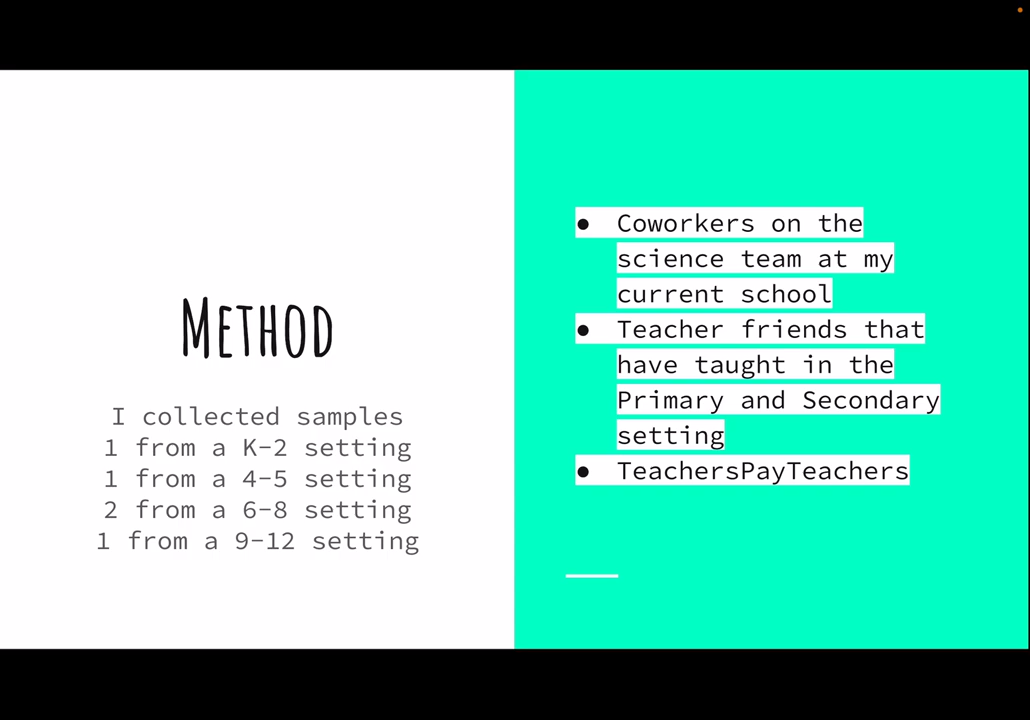 Method
I collected samples
1 from a K-2 setting
1 from a 4-5 setting
2 from a 6-8 setting
1 from a 9-12 setting
● Coworkers on the
science team at my
current school
● Teacher friends that
have taught in the
Primary and Secondary
setting
● TeachersPayTeachers